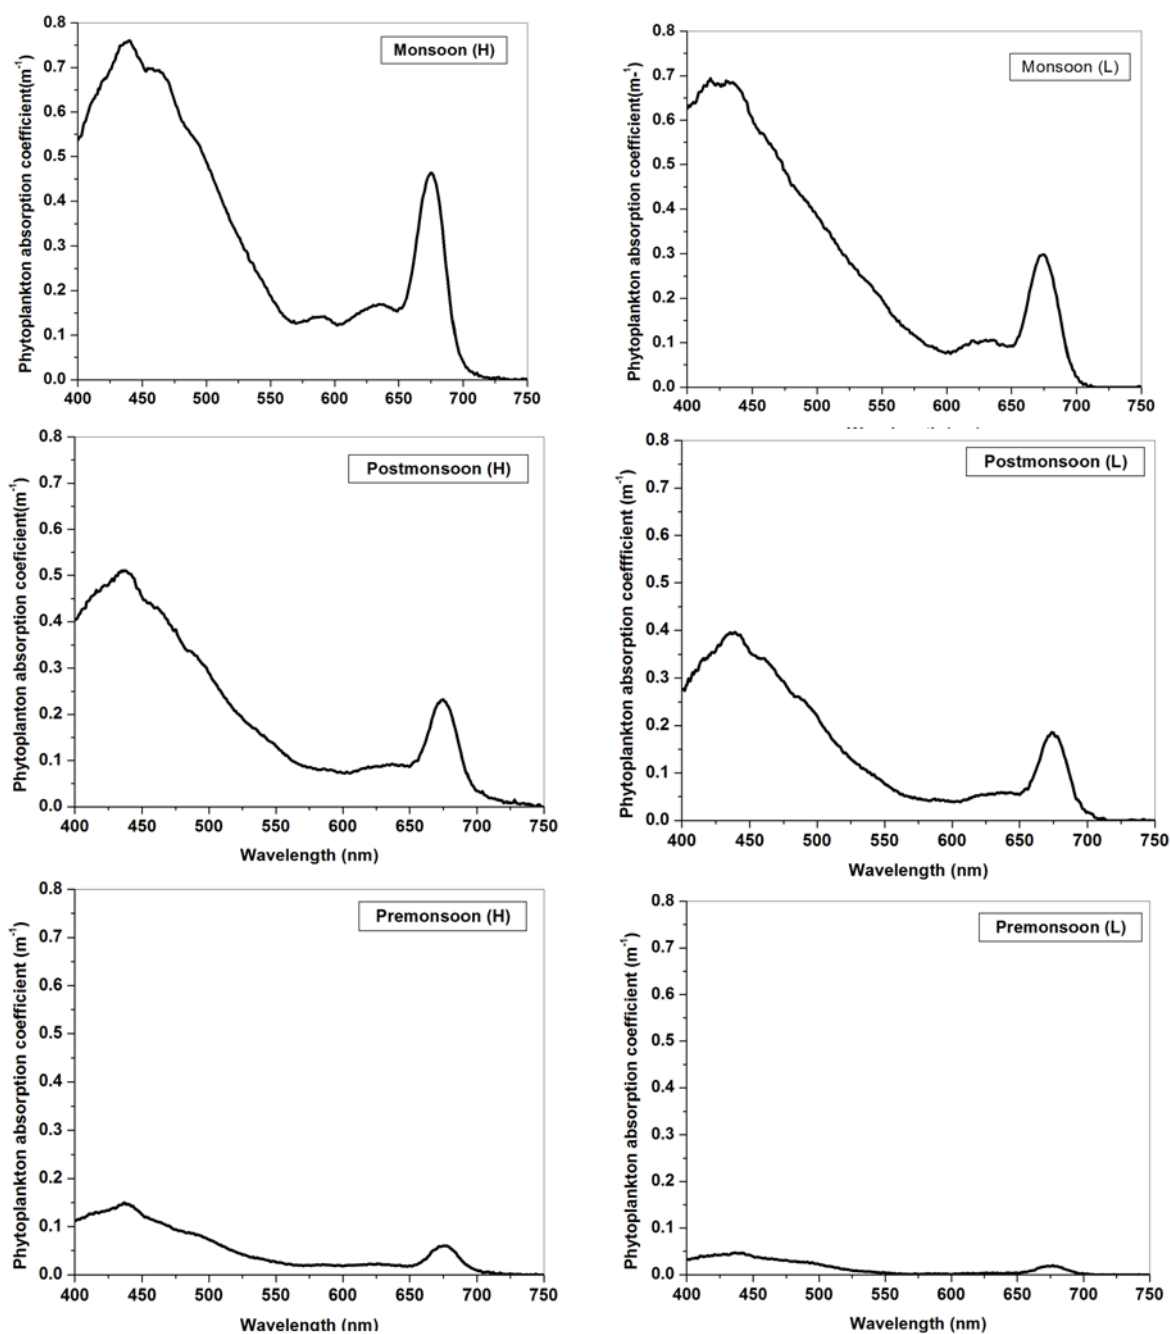 Phytoplankton absorption coefficient(m-1)
0.8
0.7
0.6
0.5
0.4
0.3
0.2
0.1
0.0
Monsoon (H)
400 450 500 550 600 650 700 750
Phytoplankton absorption coefficient(m-1)
0.8
0.7
0.6
0.5
0.4
0.3
0.2
0.1
0.0
Monsoon (L)
400 450 500 550 600 650 700 750
Phytoplanton absorption coeficient(m-1)
0.8
0.7
0.6
0.5
0.4
0.3
0.2
0.1
0.0
Postmonsoon (H)
400 450 500 550 600 650 700 750
Wavelength (nm)
Phytoplankton absorption coeffficient (m-1)
0.8
0.7
0.6
0.5
0.4
0.3
0.2
0.1
0.0
Postmonsoon (L)
400 450 500 550 600 650 700 750
Wavelength (nm)
Phytoplankton absorption coefficient (m-1)
0.8
0.7
0.6
0.5
0.4
0.3
0.2
0.1
0.0
Premonsoon (H)
400 450 500 550 600 650 700 750
Wavelength (nm)
Phytoplankton absorption coefficient (m-1)
0.8
0.7
0.6
0.5
0.4
0.3
0.2
0.1
0.0
Premonsoon (L)
400 450 500 550 600 650 700 750
Wavelength (nm)